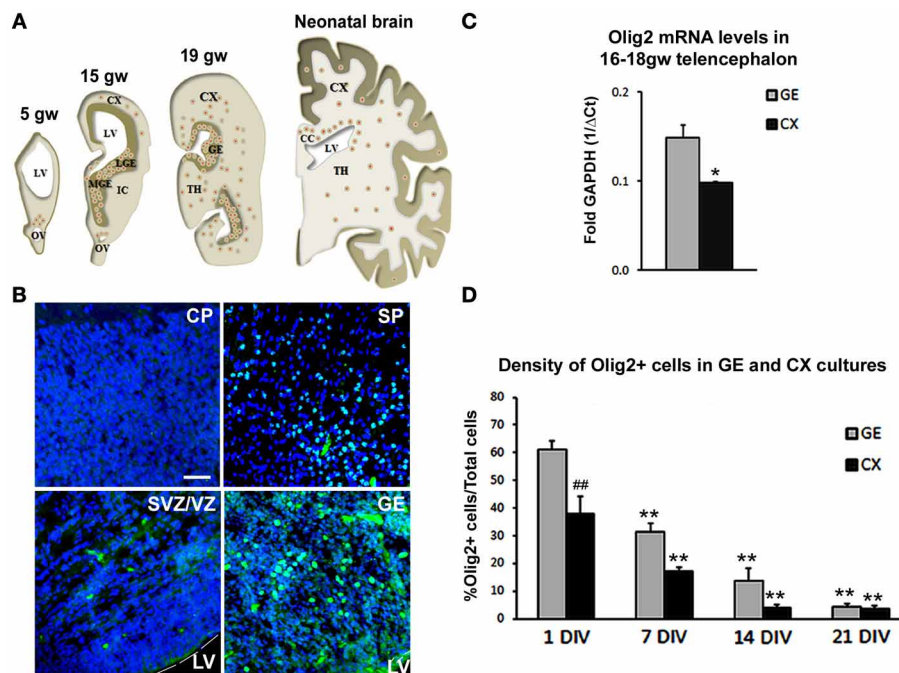 A
Neonatal brain
19 gw
15 gw
5 gw
CX
CX
CX
LV
LV
GE
LGE
MGE
IC
TH
CC
LV
TH
OV
OV
B
CP
SP
SVZ/VZ
GE
LV
LV
C
Olig2 mRNA levels in
16-18gw telencephalon
Fold GAPDH (1/ΔCt)
0.2
0.1
0.0
*
GE
CX
D
Density of Olig2+ cells in GE and CX cultures
%Olig2+ cells/Total cells
80
70
60
50
40
30
20
10
0
##
**
**
**
**
**
**
GE
CX
1 DIV
7 DIV
14 DIV
21 DIV